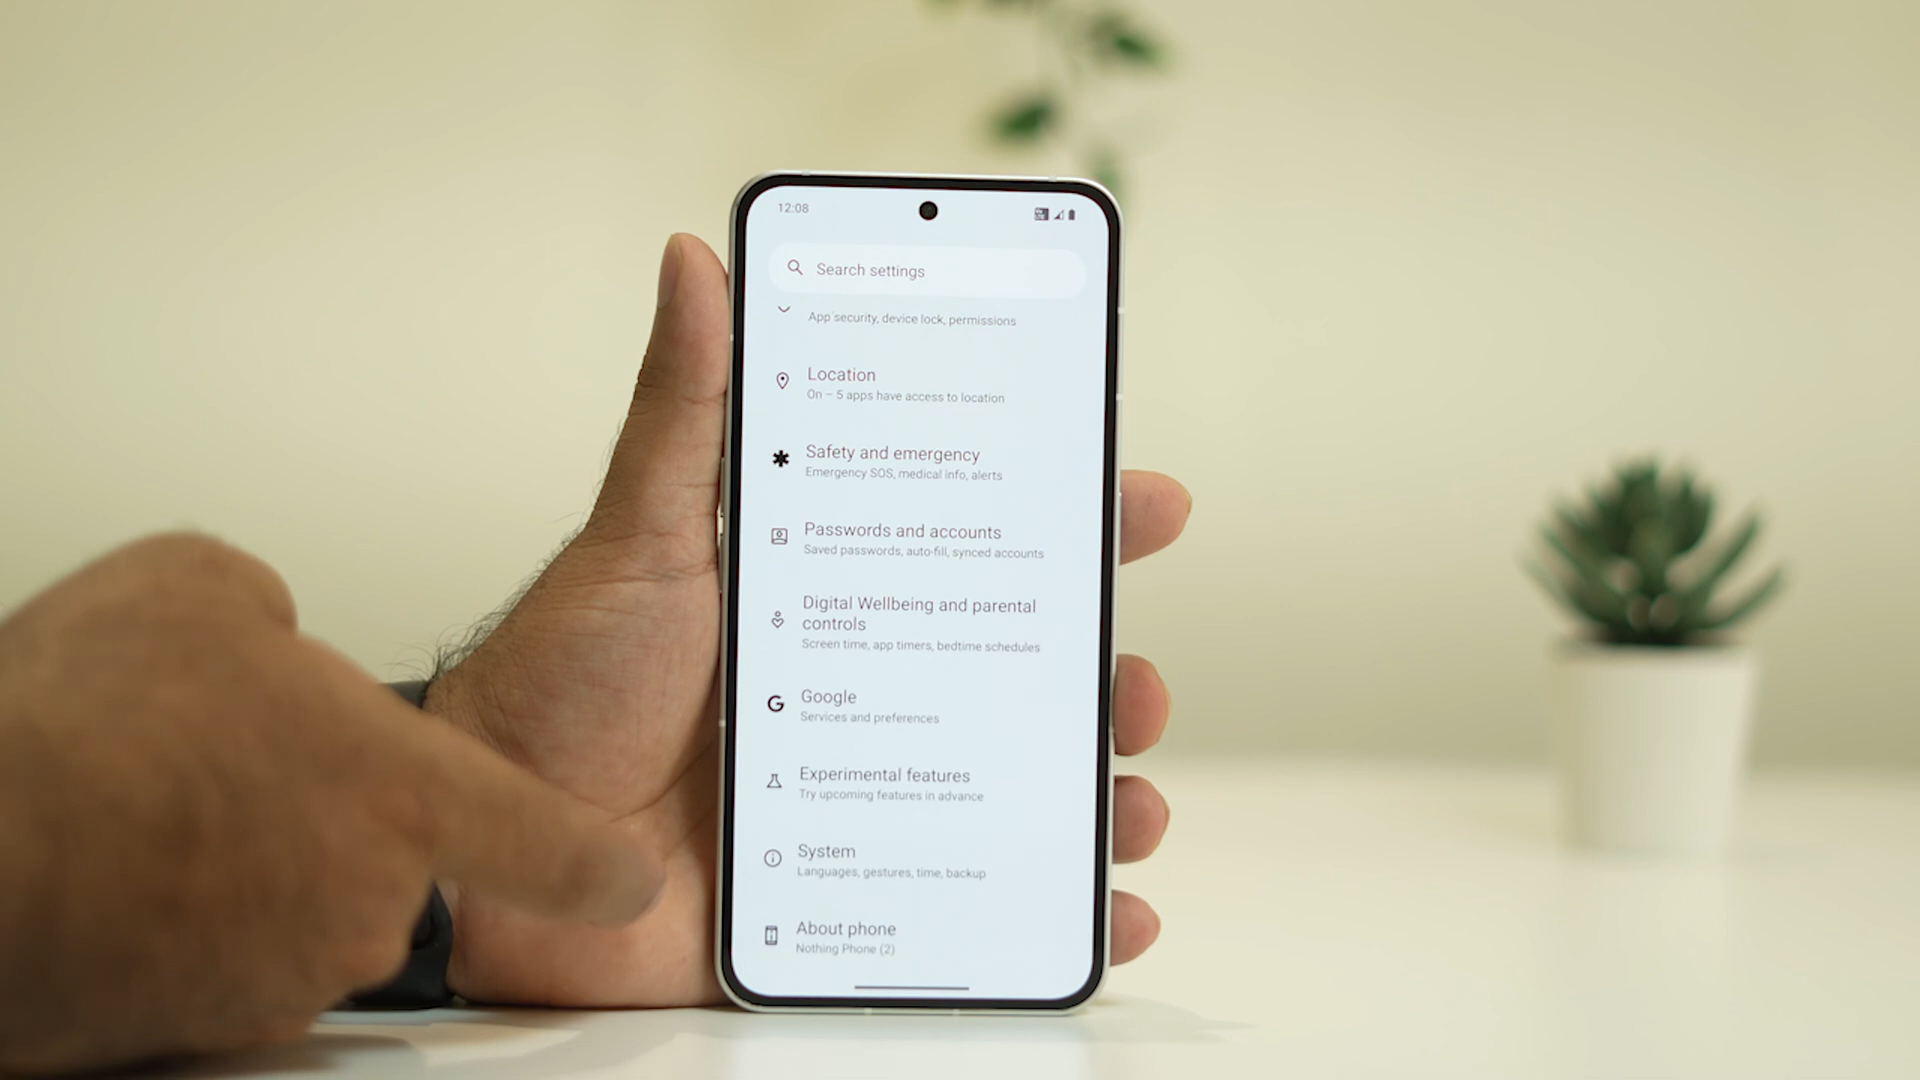 12:08
Search settings
App security, device lock, permissions
Location
On – 5 apps have access to location
Safety and emergency
Emergency SOS, medical info, alerts
Passwords and accounts
Saved passwords, auto-fill, synced accounts
Digital Wellbeing and parental
controls
Screen time, app timers, bedtime schedules
Google
Services and preferences
Experimental features
Try upcoming features in advance
System
Languages, gestures, time, backup
About phone
Nothing Phone (2)